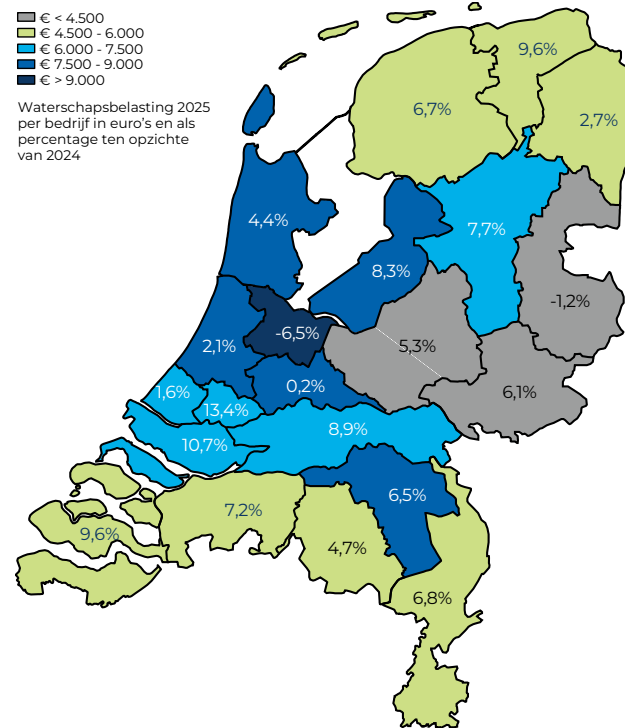 € < 4.500
€ 4.500 - 6.000
€ 6.000 - 7.500
€ 7.500 - 9.000
€ > 9.000
Waterschapsbelasting 2025
per bedrijf in euro's en als
percentage ten opzichte
van 2024
9,6%
6,7%
2,7%
4,4%
7,7%
8,3%
-1,2%
-6,5%
2,1%
5,3%
0,2%
6,1%
1,6%
13,4%
8,9%
10,7%
6,5%
7,2%
9,6%
4,7%
6,8%